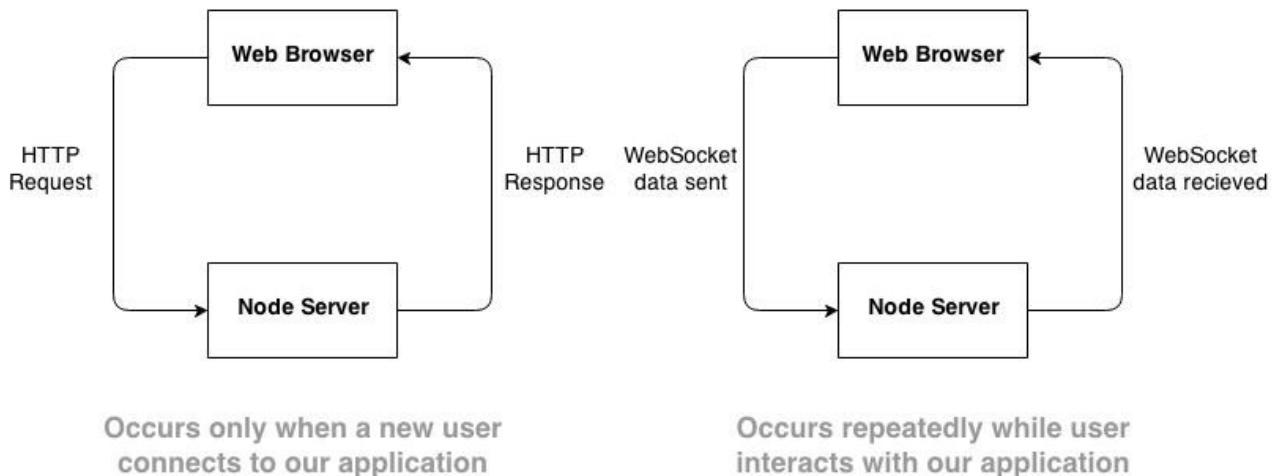 Web Browser
HTTP
Request
HTTP
Response
Node Server
Occurs only when a new user
connects to our application
Web Browser
WebSocket
data sent
WebSocket
data recieved
Node Server
Occurs repeatedly while user
interacts with our application